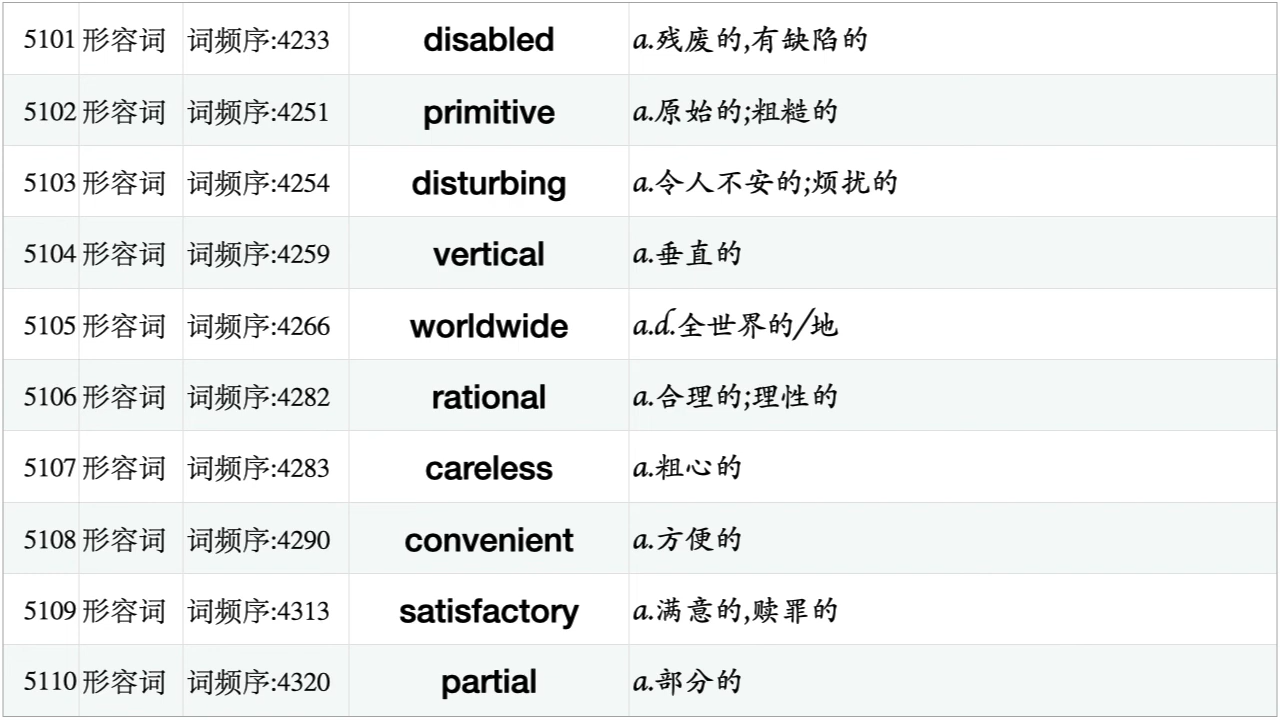 5101 形容词 词频序:4233 disabled a.残废的,有缺陷的
5102 形容词 词频序:4251 primitive a.原始的;粗糙的
5103 形容词 词频序:4254 disturbing a.令人不安的;烦扰的
5104 形容词 词频序:4259 vertical a.垂直的
5105 形容词 词频序:4266 worldwide a.d.全世界的/地
5106 形容词 词频序:4282 rational a.合理的;理性的
5107 形容词 词频序:4283 careless a.粗心的
5108 形容词 词频序:4290 convenient a.方便的
5109 形容词 词频序:4313 satisfactory a.满意的,赎罪的
5110 形容词 词频序:4320 partial a.部分的